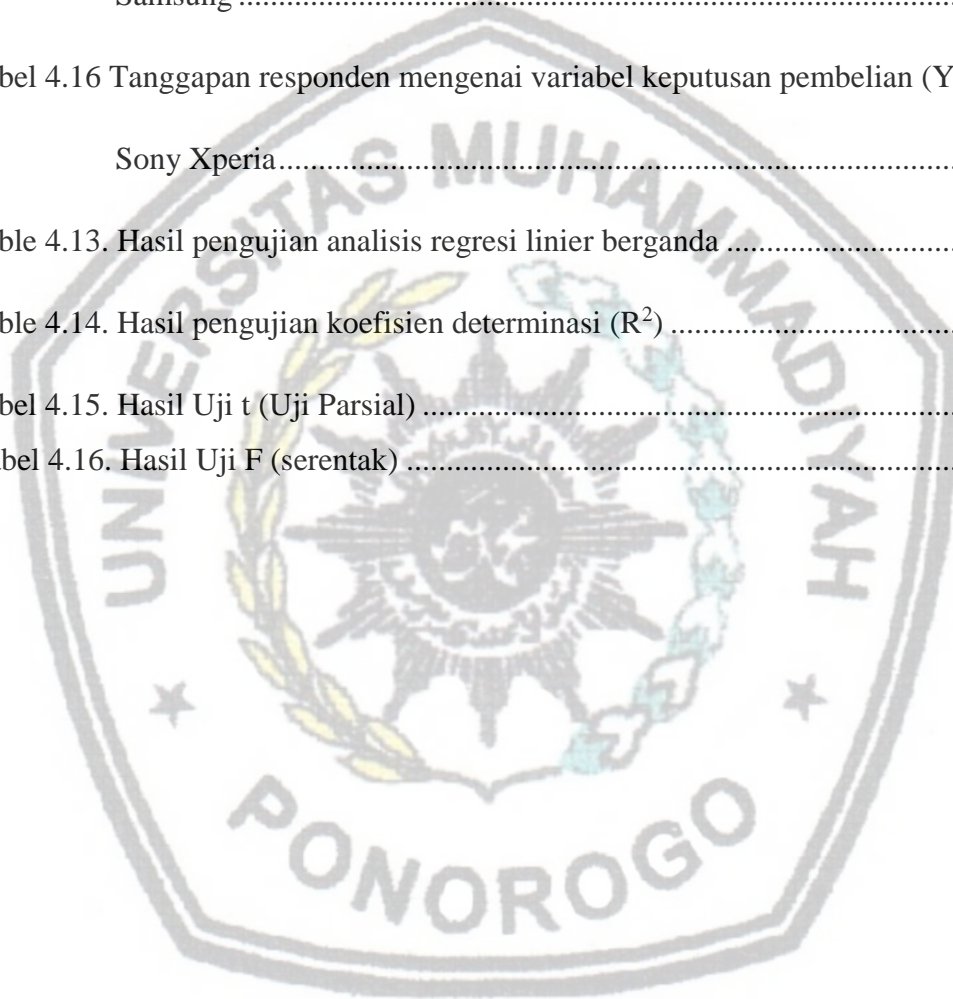 Samsung ............................................................
bel 4.16 Tanggapan responden mengenai variabel keputusan pembelian (Y
Sony Xperia............................................................
ble 4.13. Hasil pengujian analisis regresi linier berganda ....................
ble 4.14. Hasil pengujian koefisien determinasi (R²) ..........................
bel 4.15. Hasil Uji t (Uji Parsial) ............................................
abel 4.16. Hasil Uji F (serentak) .............................................
UNIVERSITAS MUHAMMADIYAH
PONOROGO